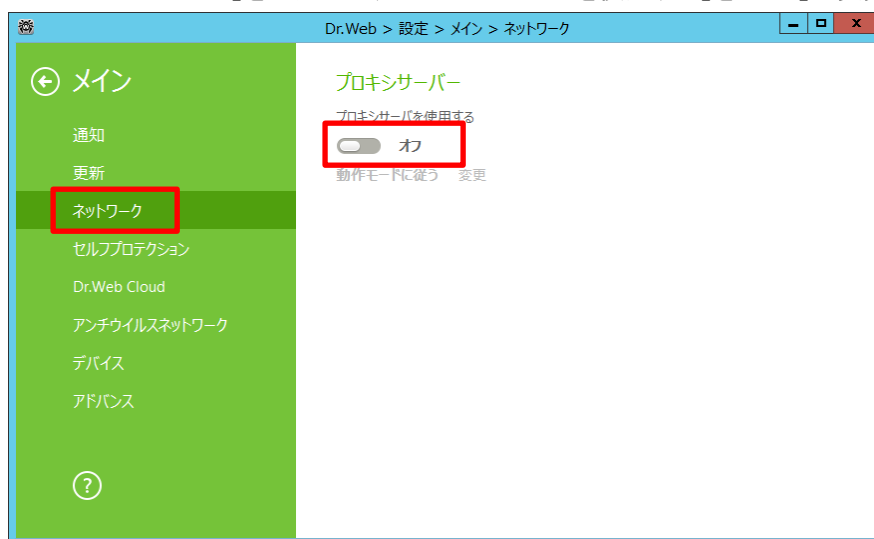 Dr.Web > 設定 > メイン > ネットワーク
メイン
通知
更新
ネットワーク
セルフプロテクション
Dr.Web Cloud
アンチウイルスネットワーク
デバイス
アドバンス
?
プロキシサーバー
プロキシサーバを使用する
オフ
動作モードに従う 変更